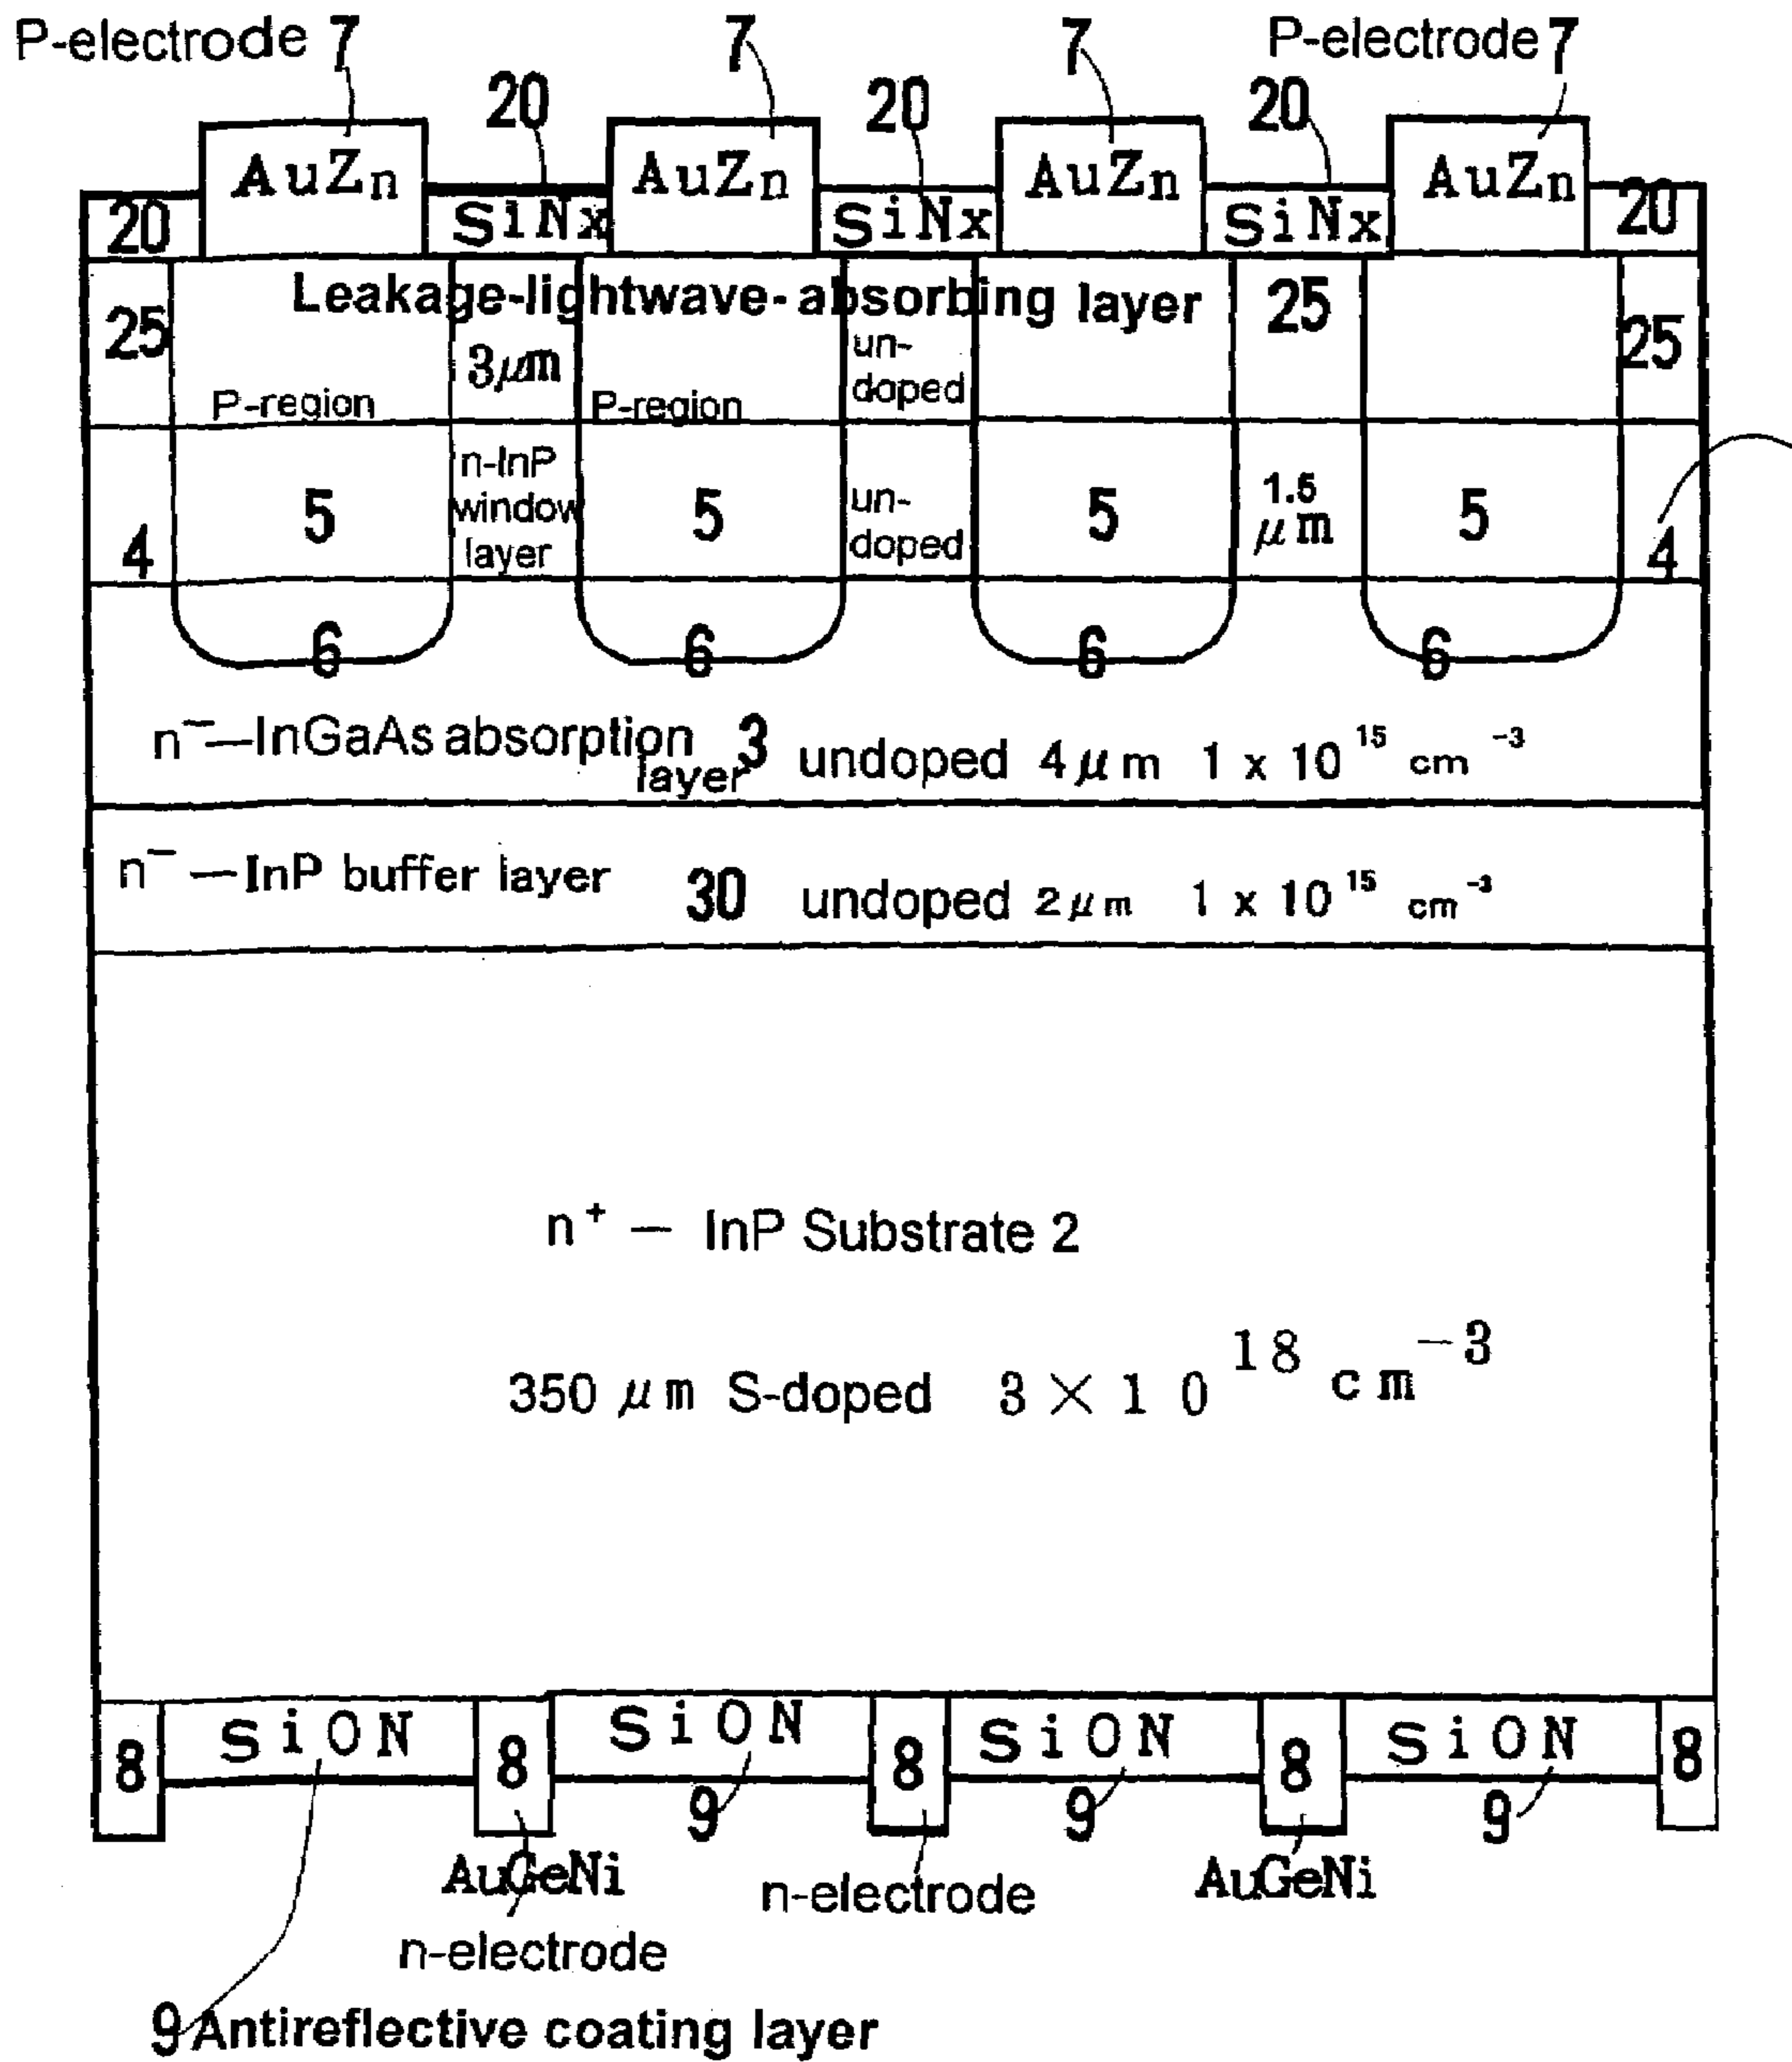 P-electrode 7 7 7 P-electrode 7
20 20 20
AuZn AuZn AuZn AuZn
20 SiNx SiNx SiNx 20
Leakage-lightwave-absorbing layer 25
25 3μm un- 25
doped
P-region P-region
n-InP
window
layer
un-
doped
1.5
μm
4 5 5 5 5 4
6 6 6 6
n⁻—InGaAs absorption layer 3 undoped 4μm 1 x 10¹⁵ cm⁻³
n⁻—InP buffer layer 30 undoped 2μm 1 x 10¹⁵ cm⁻³
n⁺ — InP Substrate 2
350 μm S-doped 3×10¹⁸ cm⁻³
8 SiON 8 SiON 8 SiON 8 SiON 8
9 9 9
AuGeNi n-electrode AuGeNi
n-electrode
9 Antireflective coating layer